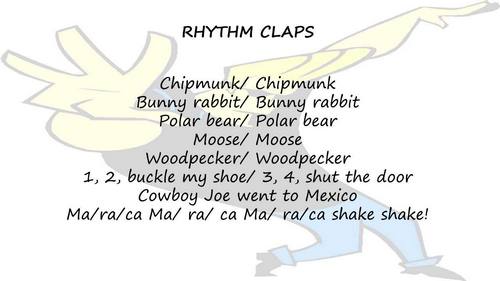 RHYTHM CLAPS
Chipmunk/ Chipmunk
Bunny rabbit/ Bunny rabbit
Polar bear/ Polar bear
Moose/ Moose
Woodpecker/ Woodpecker
1, 2, buckle my shoe/ 3, 4, shut the door
Cowboy Joe went to Mexico
Ma/ra/ca Ma/ ra/ ca Ma/ ra/ca shake shake!